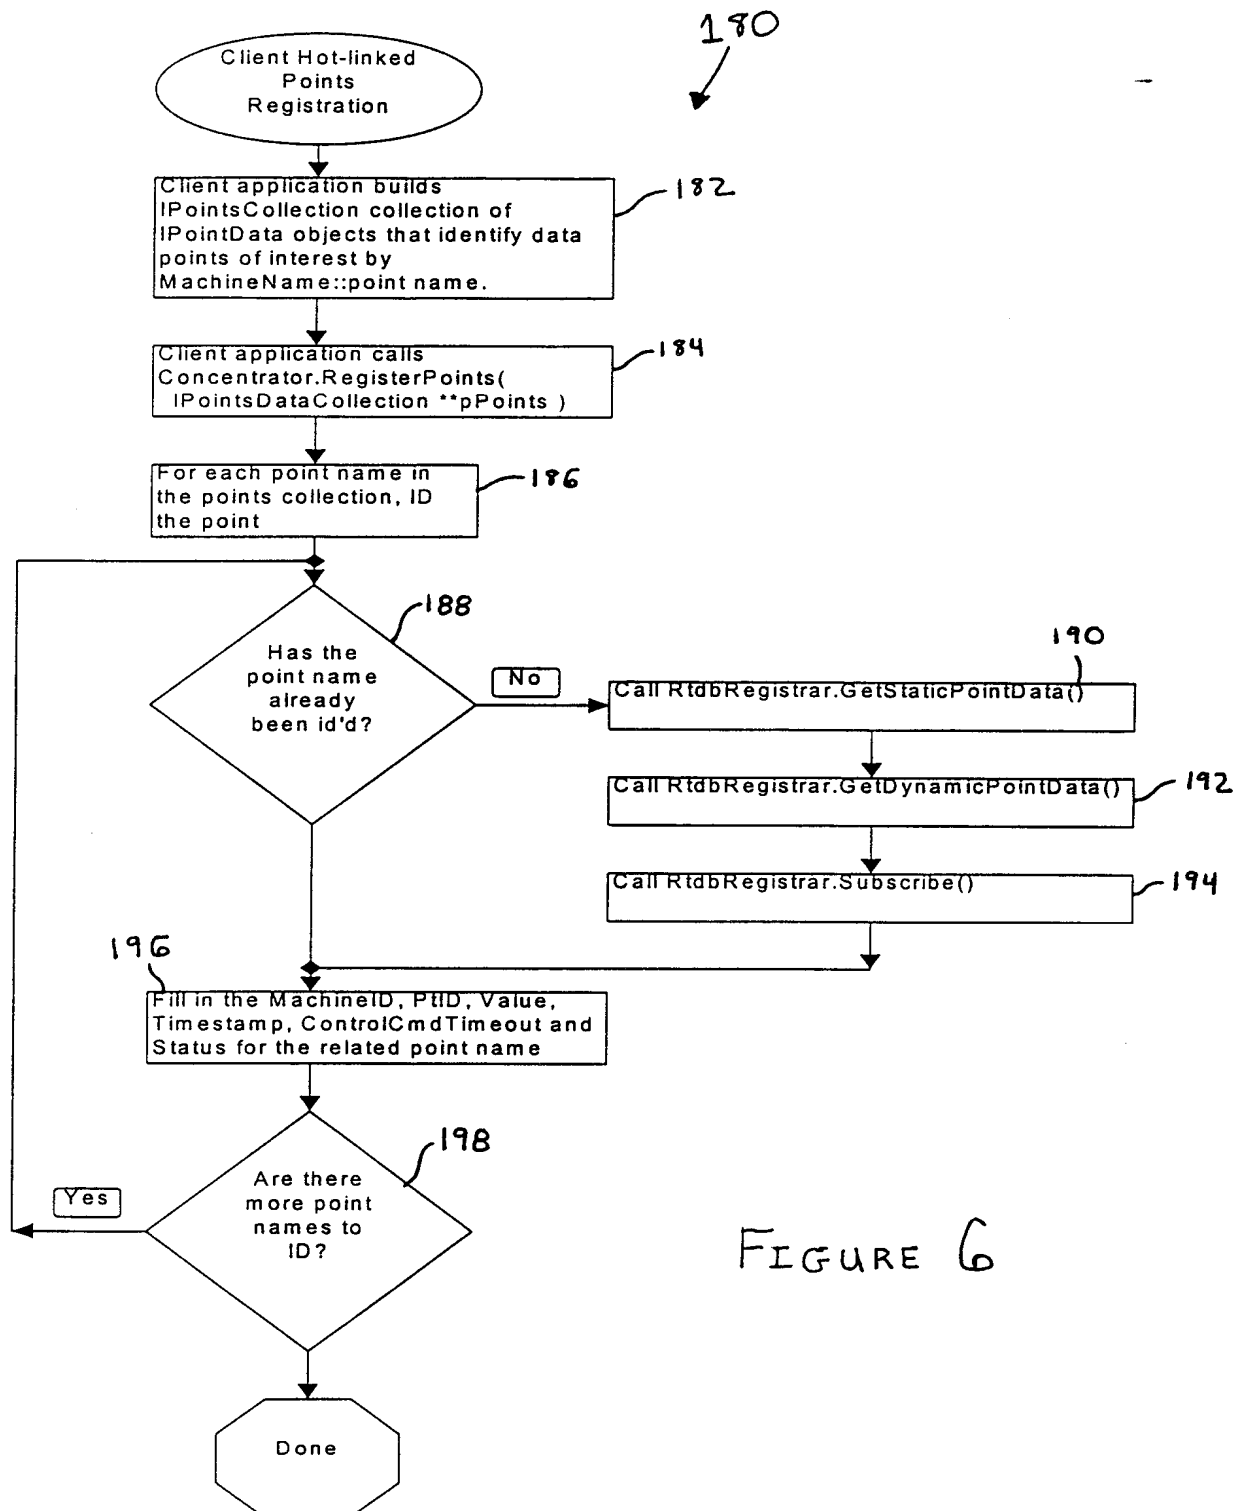 180
Client Hot-linked
Points
Registration
Client application builds
IPointsCollection collection of
IPointData objects that identify data
points of interest by
MachineName::point name.
182
Client application calls
Concentrator.RegisterPoints(
IPointsDataCollection **pPoints )
184
For each point name in
the points collection, ID
the point
186
188
Has the
point name
already
been id'd?
No
190
Call RtdbRegistrar.GetStaticPointData()
Call RtdbRegistrar.GetDynamicPointData()
192
Call RtdbRegistrar.Subscribe()
194
196
Fill in the MachineID, PtID, Value,
Timestamp, ControlCmdTimeout and
Status for the related point name
198
Are there
more point
names to
ID?
Yes
FIGURE 6
Done